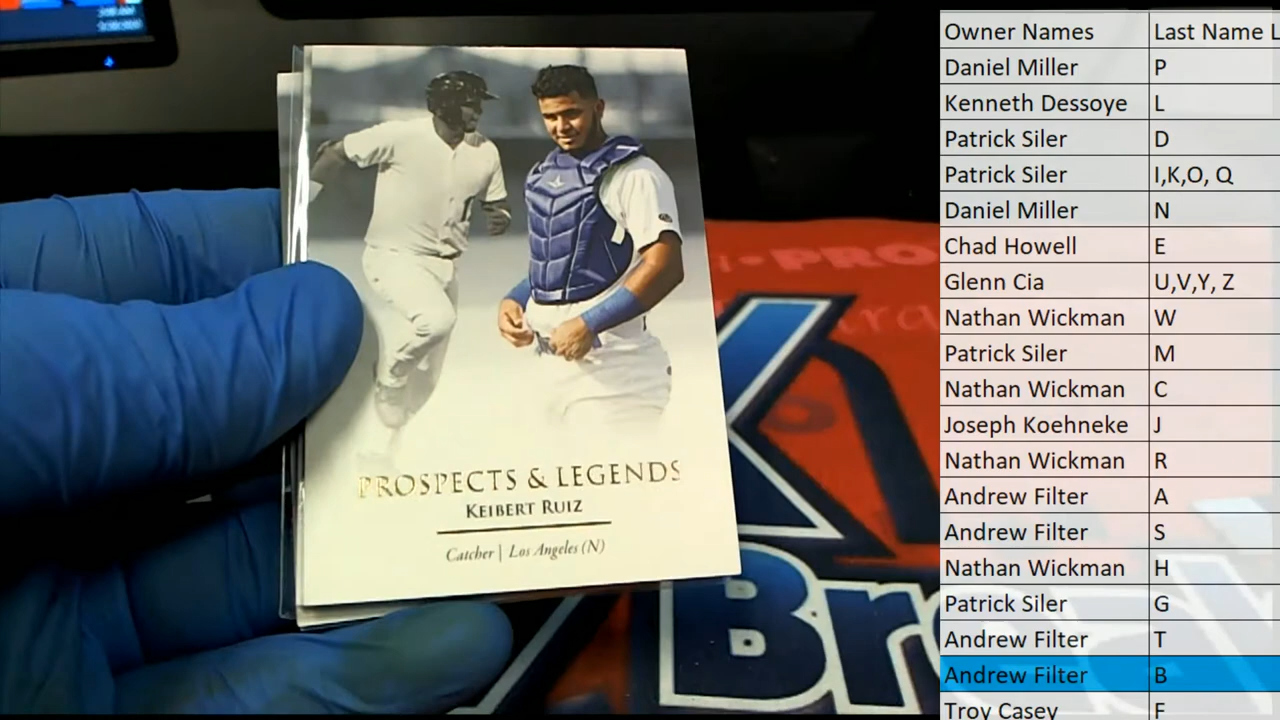 PROSPECTS & LEGENDS
KEIBERT RUIZ
Catcher | Los Angeles (N)
PRO
K
Br
Owner Names Last Name L
Daniel Miller P
Kenneth Dessoye L
Patrick Siler D
Patrick Siler I,K,O, Q
Daniel Miller N
Chad Howell E
Glenn Cia U,V,Y, Z
Nathan Wickman W
Patrick Siler M
Nathan Wickman C
Joseph Koehneke J
Nathan Wickman R
Andrew Filter A
Andrew Filter S
Nathan Wickman H
Patrick Siler G
Andrew Filter T
Andrew Filter B
Troy Casey F